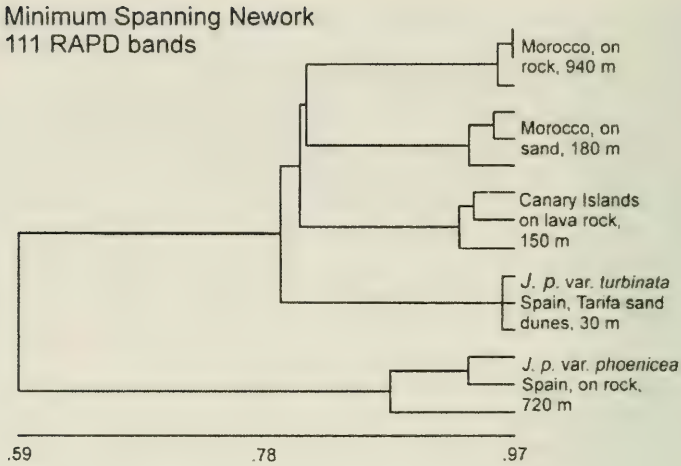 Minimum Spanning Nework
111 RAPD bands
Morocco, on
rock, 940 m
Morocco, on
sand, 180 m
Canary Islands
on lava rock,
150 m
J. p. var. turbinata
Spain, Tarifa sand
dunes, 30 m
J. p. var. phoenicea
Spain, on rock,
720 m
.59 .78 .97